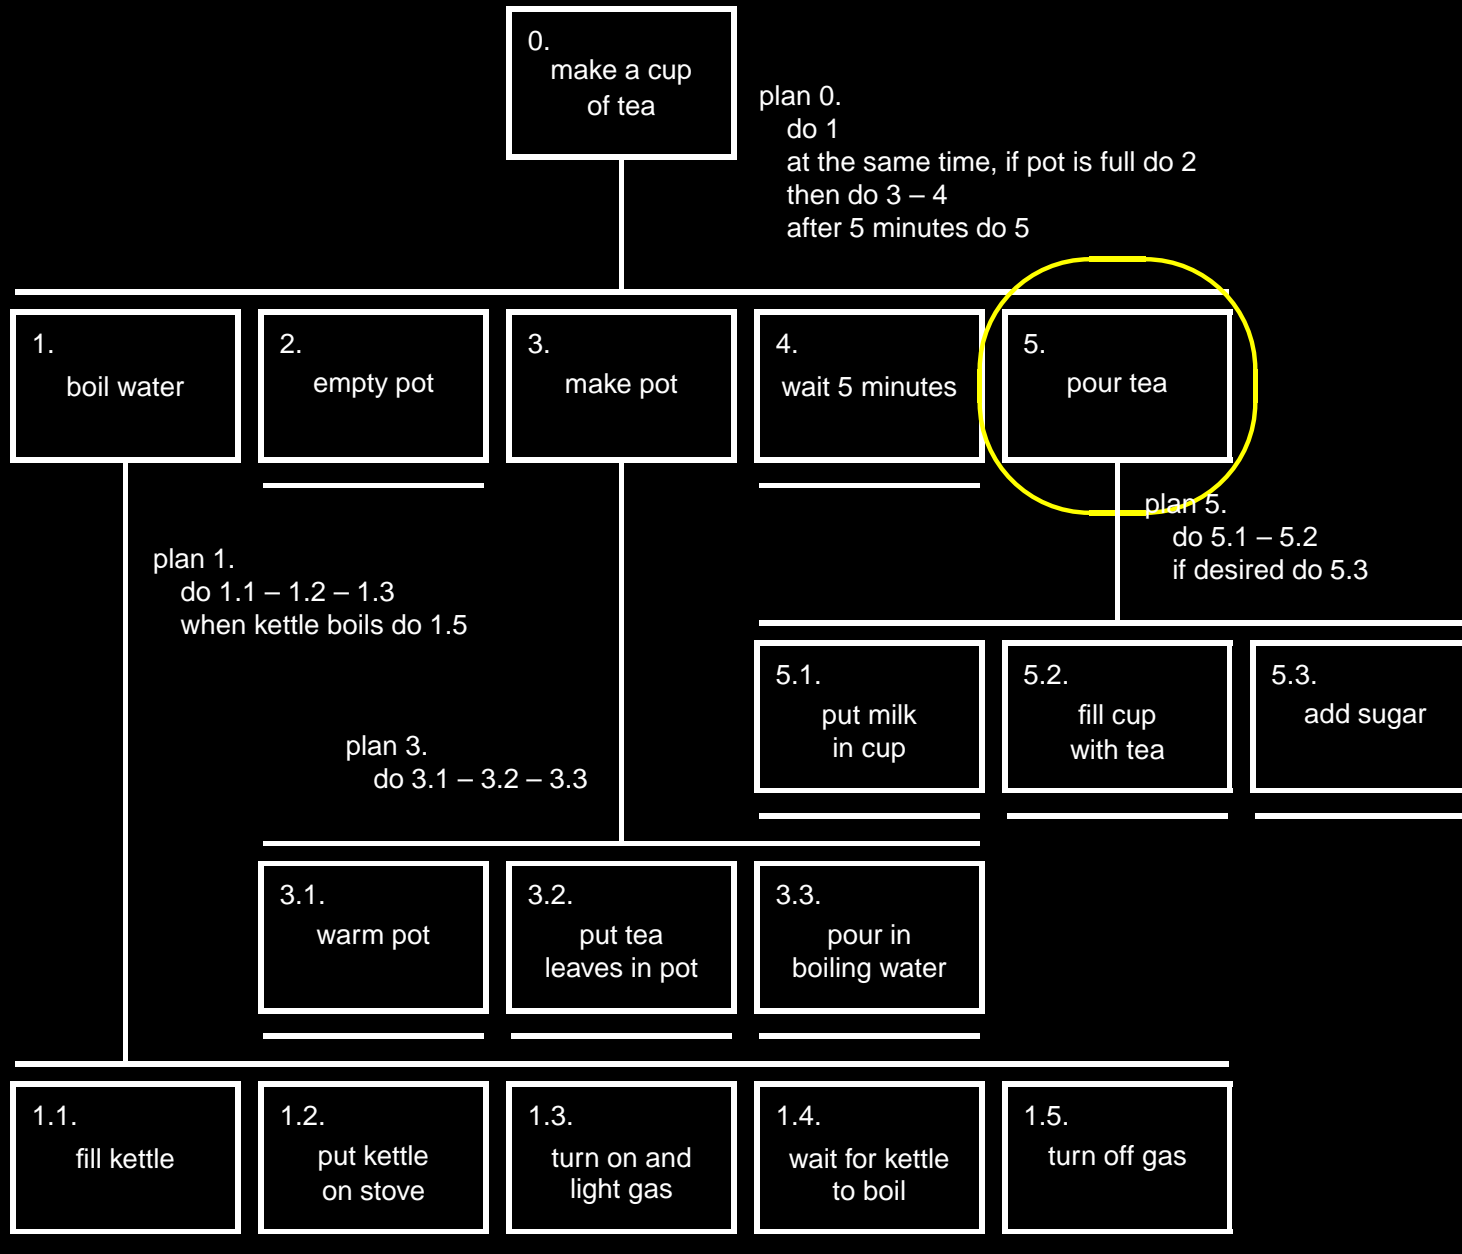 0.
make a cup
of tea
plan 0.
do 1
at the same time, if pot is full do 2
then do 3 – 4
after 5 minutes do 5
1.
boil water
2.
empty pot
3.
make pot
4.
wait 5 minutes
5.
pour tea
plan 5.
do 5.1 – 5.2
if desired do 5.3
plan 1.
do 1.1 – 1.2 – 1.3
when kettle boils do 1.5
5.1.
put milk
in cup
5.2.
fill cup
with tea
5.3.
add sugar
plan 3.
do 3.1 – 3.2 – 3.3
3.1.
warm pot
3.2.
put tea
leaves in pot
3.3.
pour in
boiling water
1.1.
fill kettle
1.2.
put kettle
on stove
1.3.
turn on and
light gas
1.4.
wait for kettle
to boil
1.5.
turn off gas